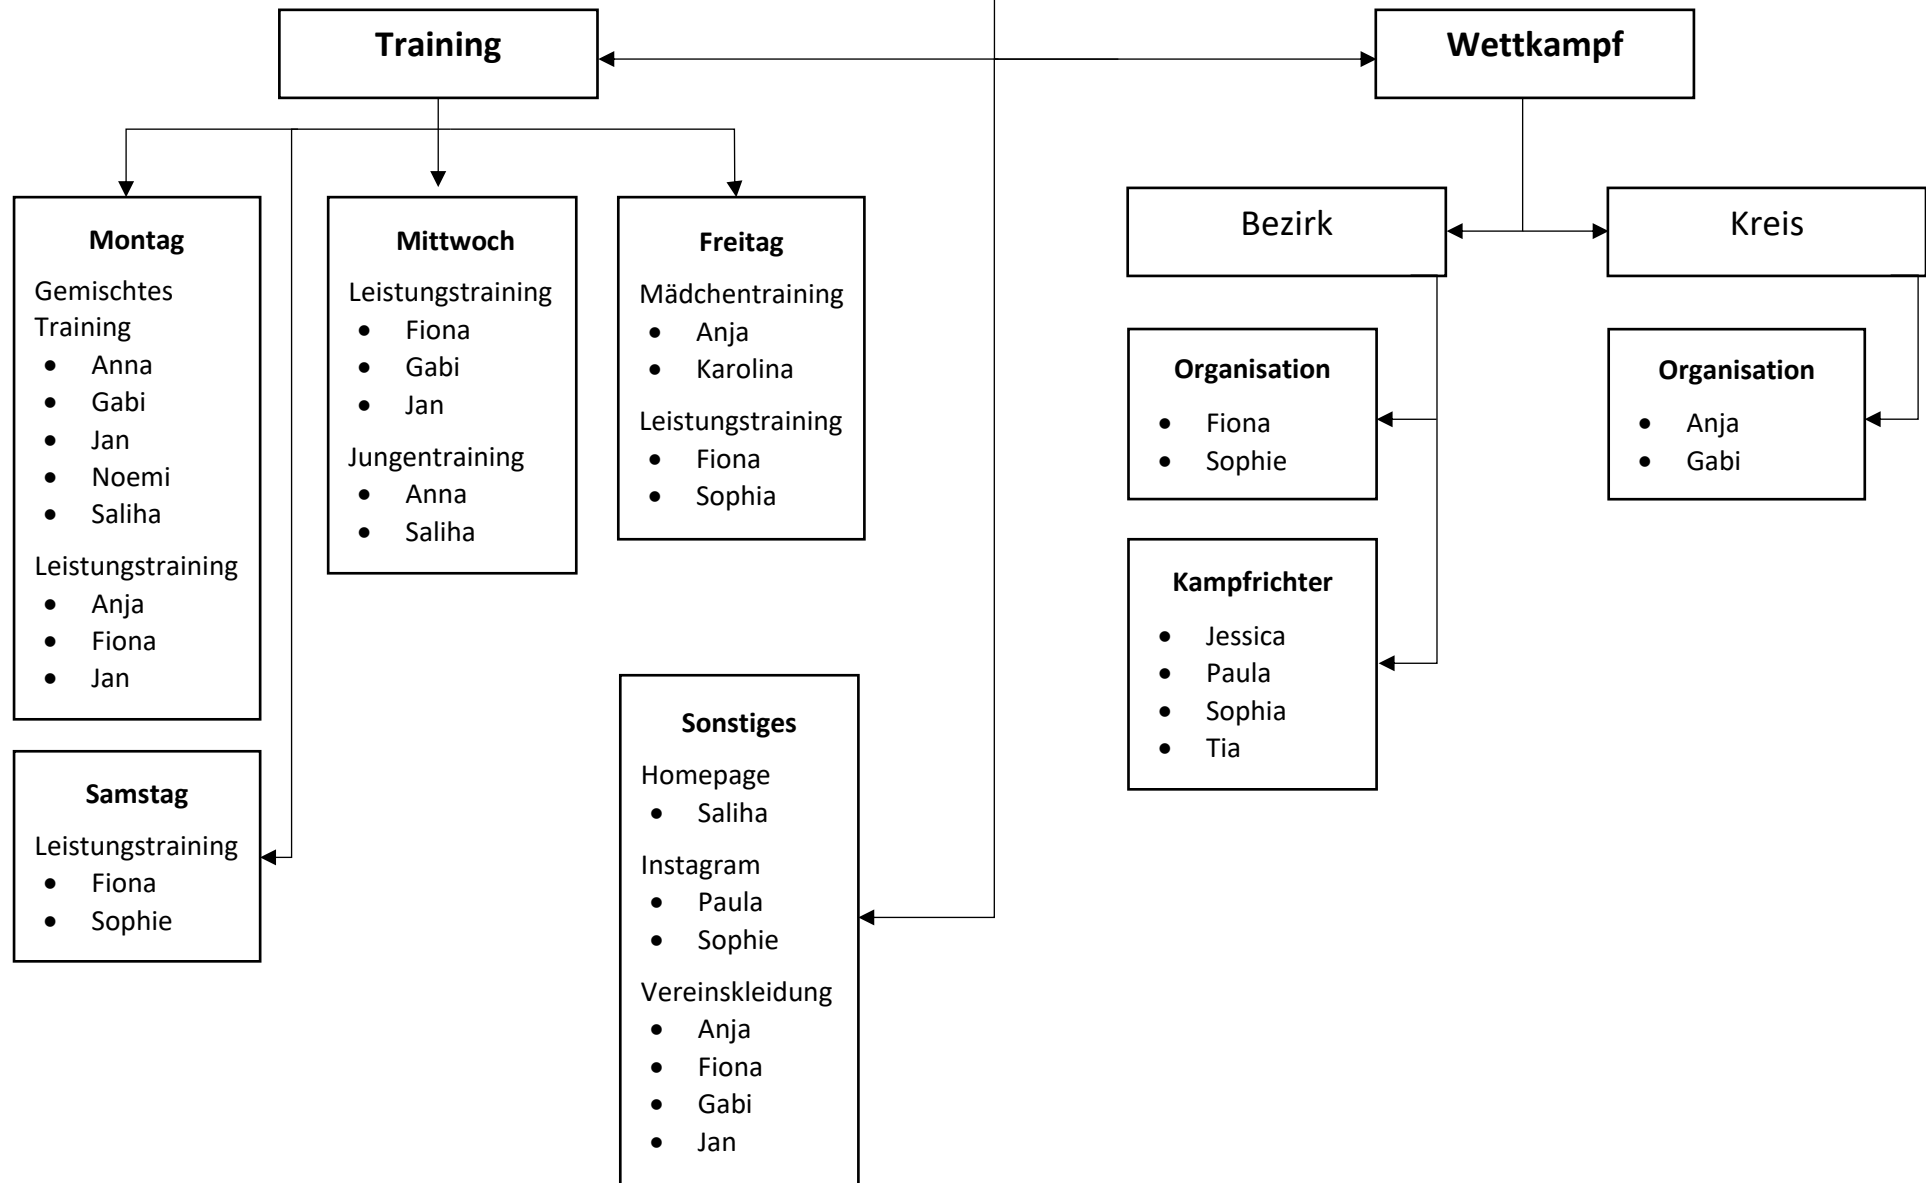 Training
Wettkampf
Montag
Gemischtes
Training
• Anna
• Gabi
• Jan
• Noemi
• Saliha
Leistungstraining
• Anja
• Fiona
• Jan
Mittwoch
Leistungstraining
• Fiona
• Gabi
• Jan
Jungentraining
• Anna
• Saliha
Freitag
Mädchentraining
• Anja
• Karolina
Leistungstraining
• Fiona
• Sophia
Samstag
Leistungstraining
• Fiona
• Sophie
Sonstiges
Homepage
• Saliha
Instagram
• Paula
• Sophie
Vereinskleidung
• Anja
• Fiona
• Gabi
• Jan
Bezirk
Kreis
Organisation
• Fiona
• Sophie
Kampfrichter
• Jessica
• Paula
• Sophia
• Tia
Organisation
• Anja
• Gabi